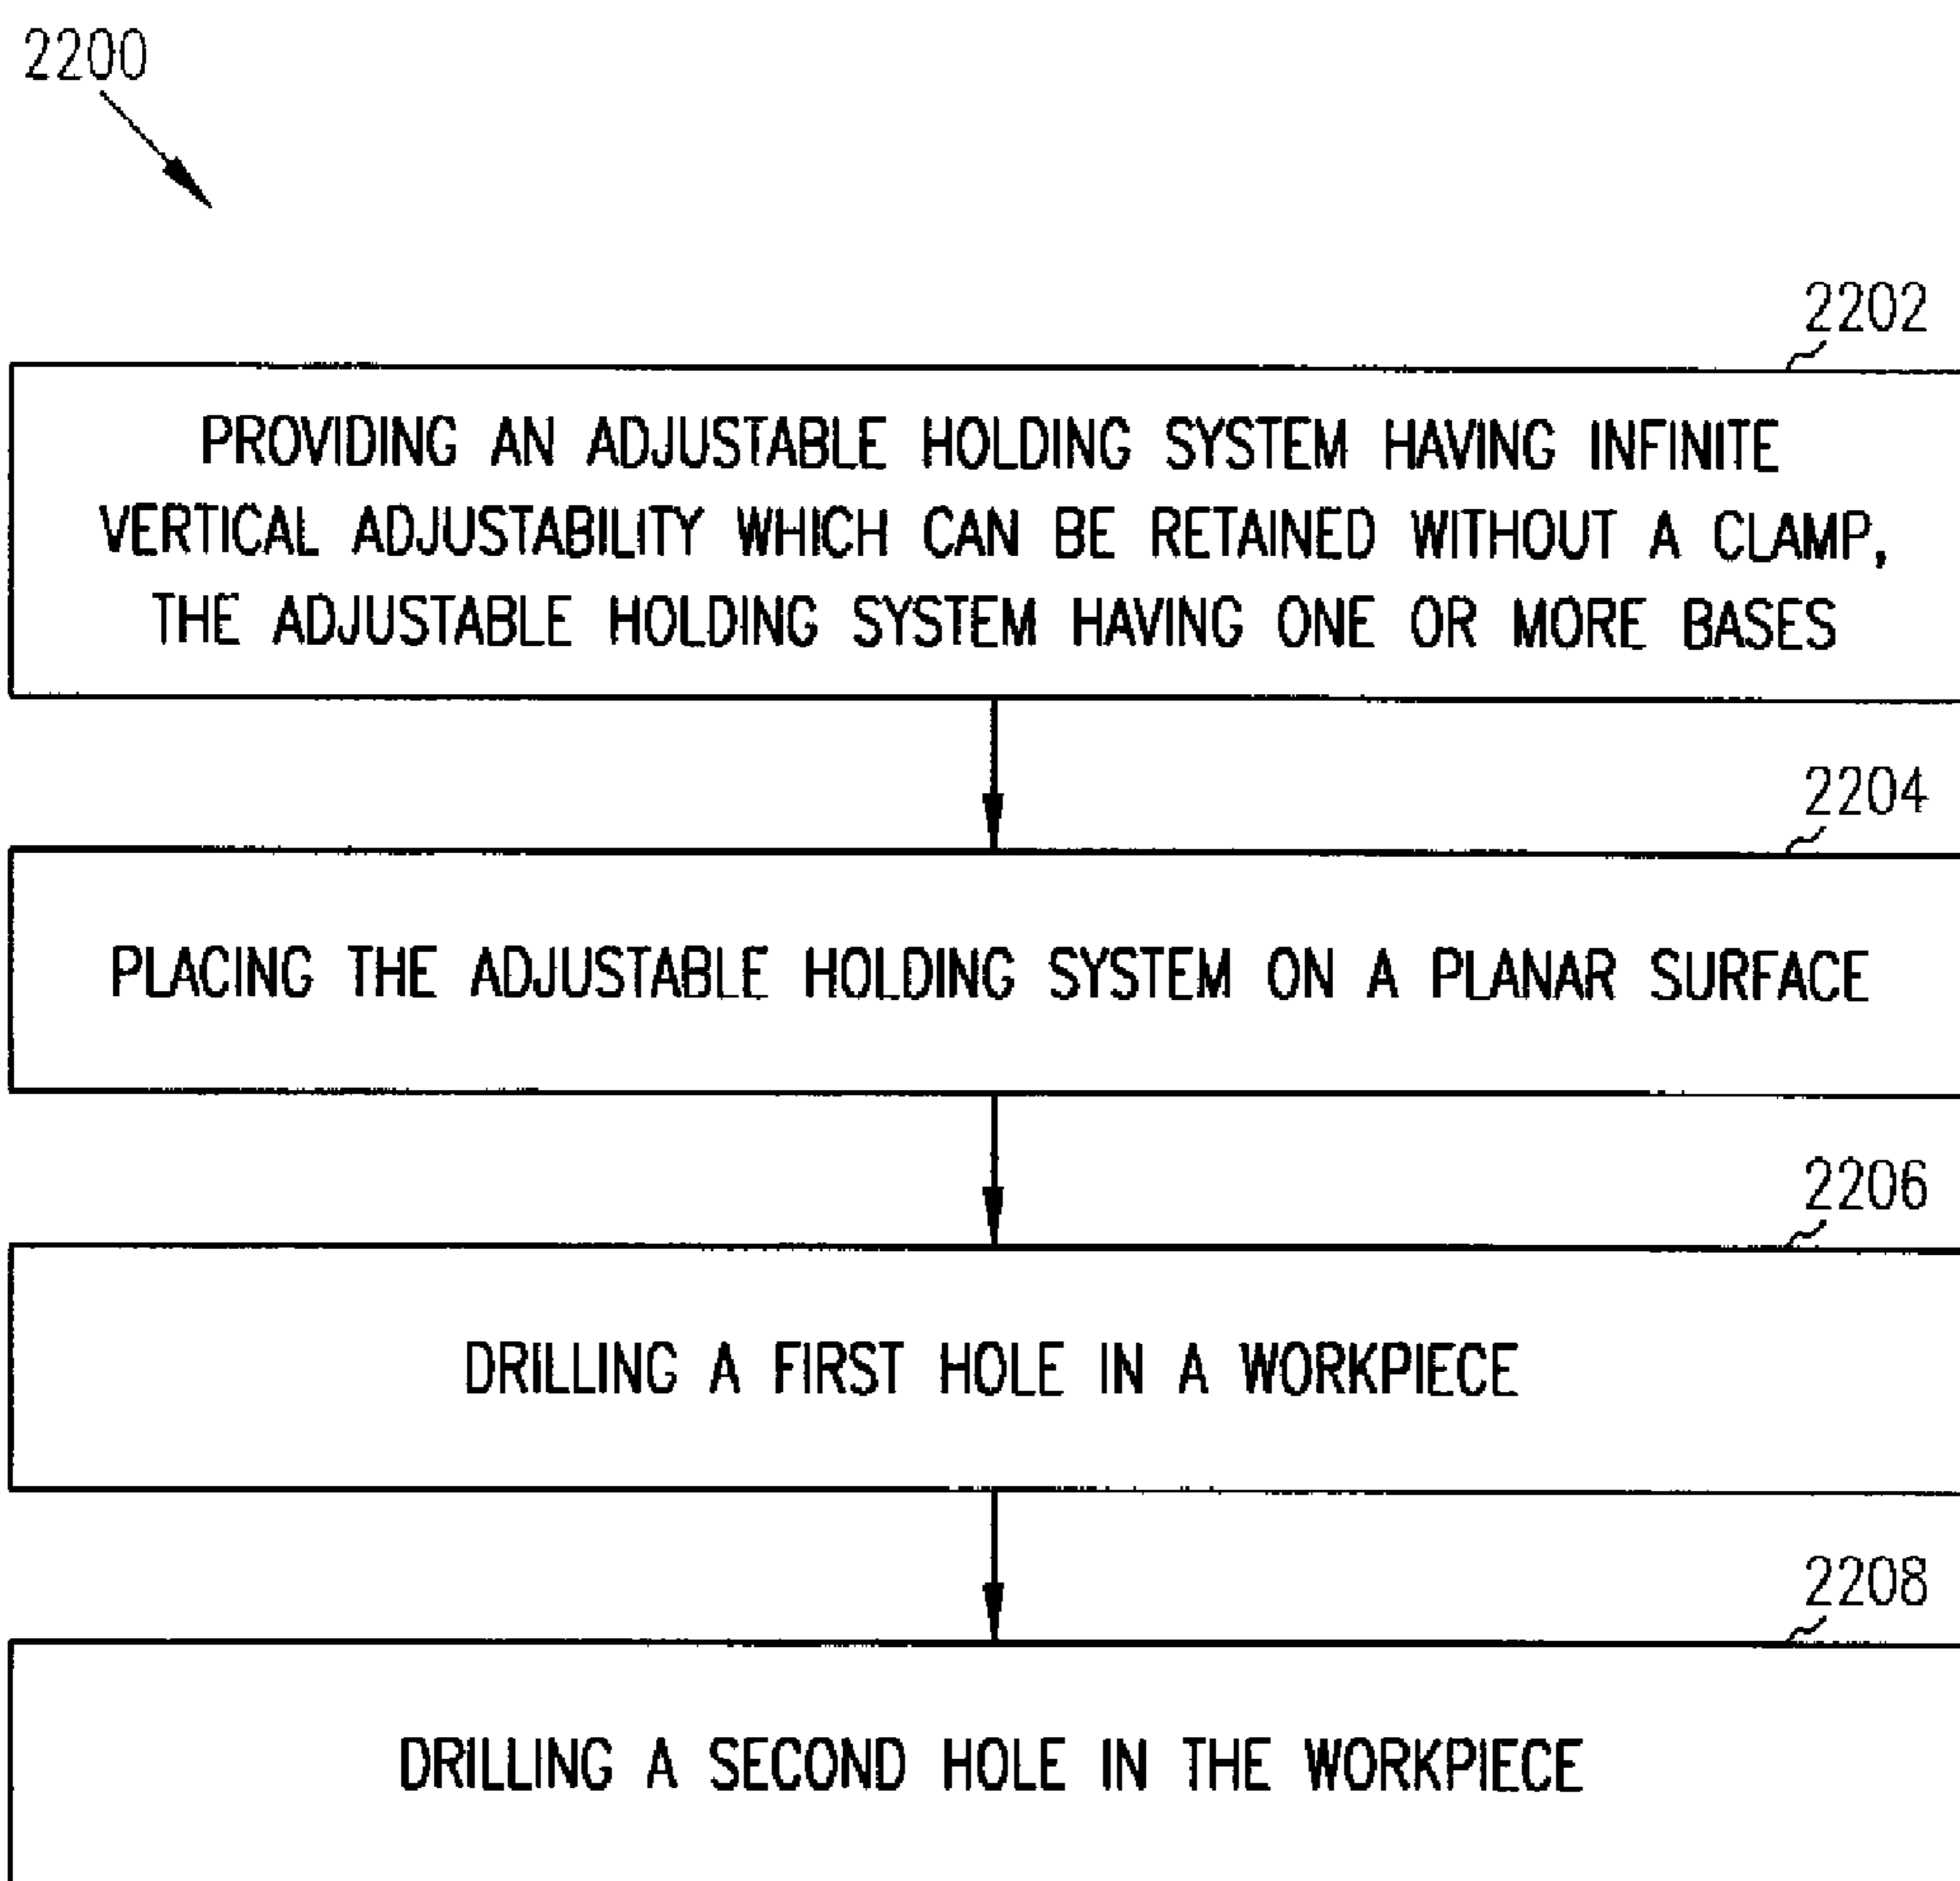 2200
2202
PROVIDING AN ADJUSTABLE HOLDING SYSTEM HAVING INFINITE
VERTICAL ADJUSTABILITY WHICH CAN BE RETAINED WITHOUT A CLAMP,
THE ADJUSTABLE HOLDING SYSTEM HAVING ONE OR MORE BASES
2204
PLACING THE ADJUSTABLE HOLDING SYSTEM ON A PLANAR SURFACE
2206
DRILLING A FIRST HOLE IN A WORKPIECE
2208
DRILLING A SECOND HOLE IN THE WORKPIECE